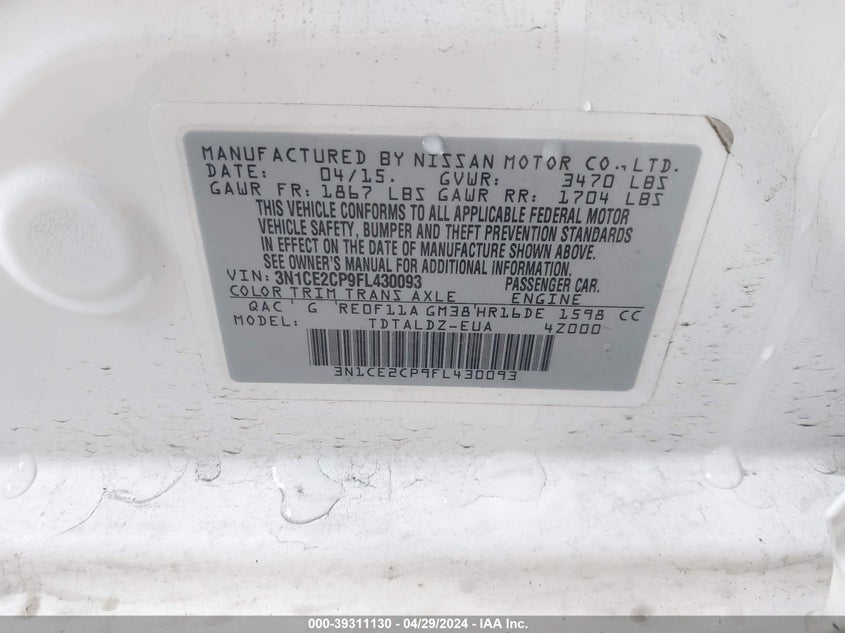 MANUFACTURED BY NISSAN MOTOR CO., LTD.
DATE: 04/15. GVWR: 3470 LBS
GAWR FR: 1867 LBS GAWR RR: 1704 LBS
THIS VEHICLE CONFORMS TO ALL APPLICABLE FEDERAL MOTOR
VEHICLE SAFETY, BUMPER AND THEFT PREVENTION STANDARDS
IN EFFECT ON THE DATE OF MANUFACTURE SHOWN ABOVE.
SEE OWNER'S MANUAL FOR ADDITIONAL INFORMATION.
VIN: 3N1CE2CP9FL430093 PASSENGER CAR.
COLOR TRIM TRANS AXLE ENGINE
QAC ' G 'RE0F11A GM38'HR16DE 1598 CC
MODEL: TDTALDZ-EUA 4Z000
3N1CE2CP9FL430093
000-39311130 - 04/29/2024 - IAA Inc.